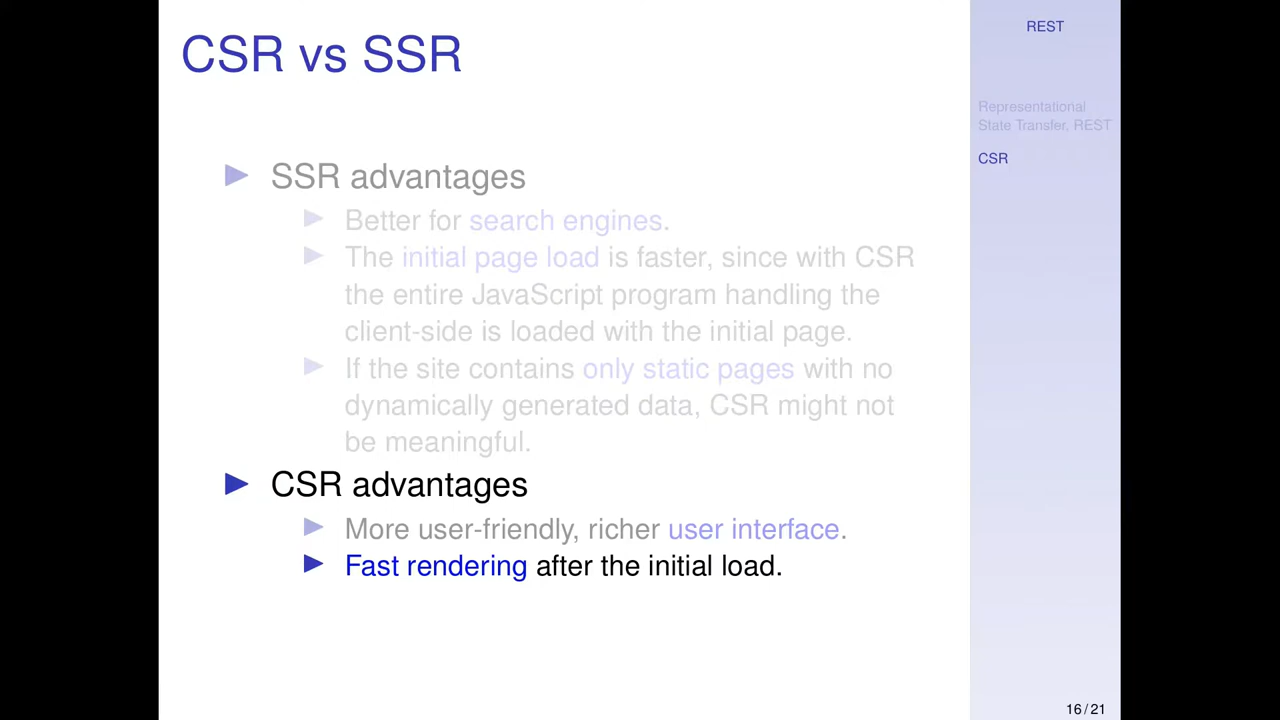 CSR vs SSR
SSR advantages
Better for search engines.
The initial page load is faster, since with CSR
the entire JavaScript program handling the
client-side is loaded with the initial page.
If the site contains only static pages with no
dynamically generated data, CSR might not
be meaningful.
CSR advantages
More user-friendly, richer user interface.
Fast rendering after the initial load.
REST
Representational
State Transfer, REST
CSR
16 / 21